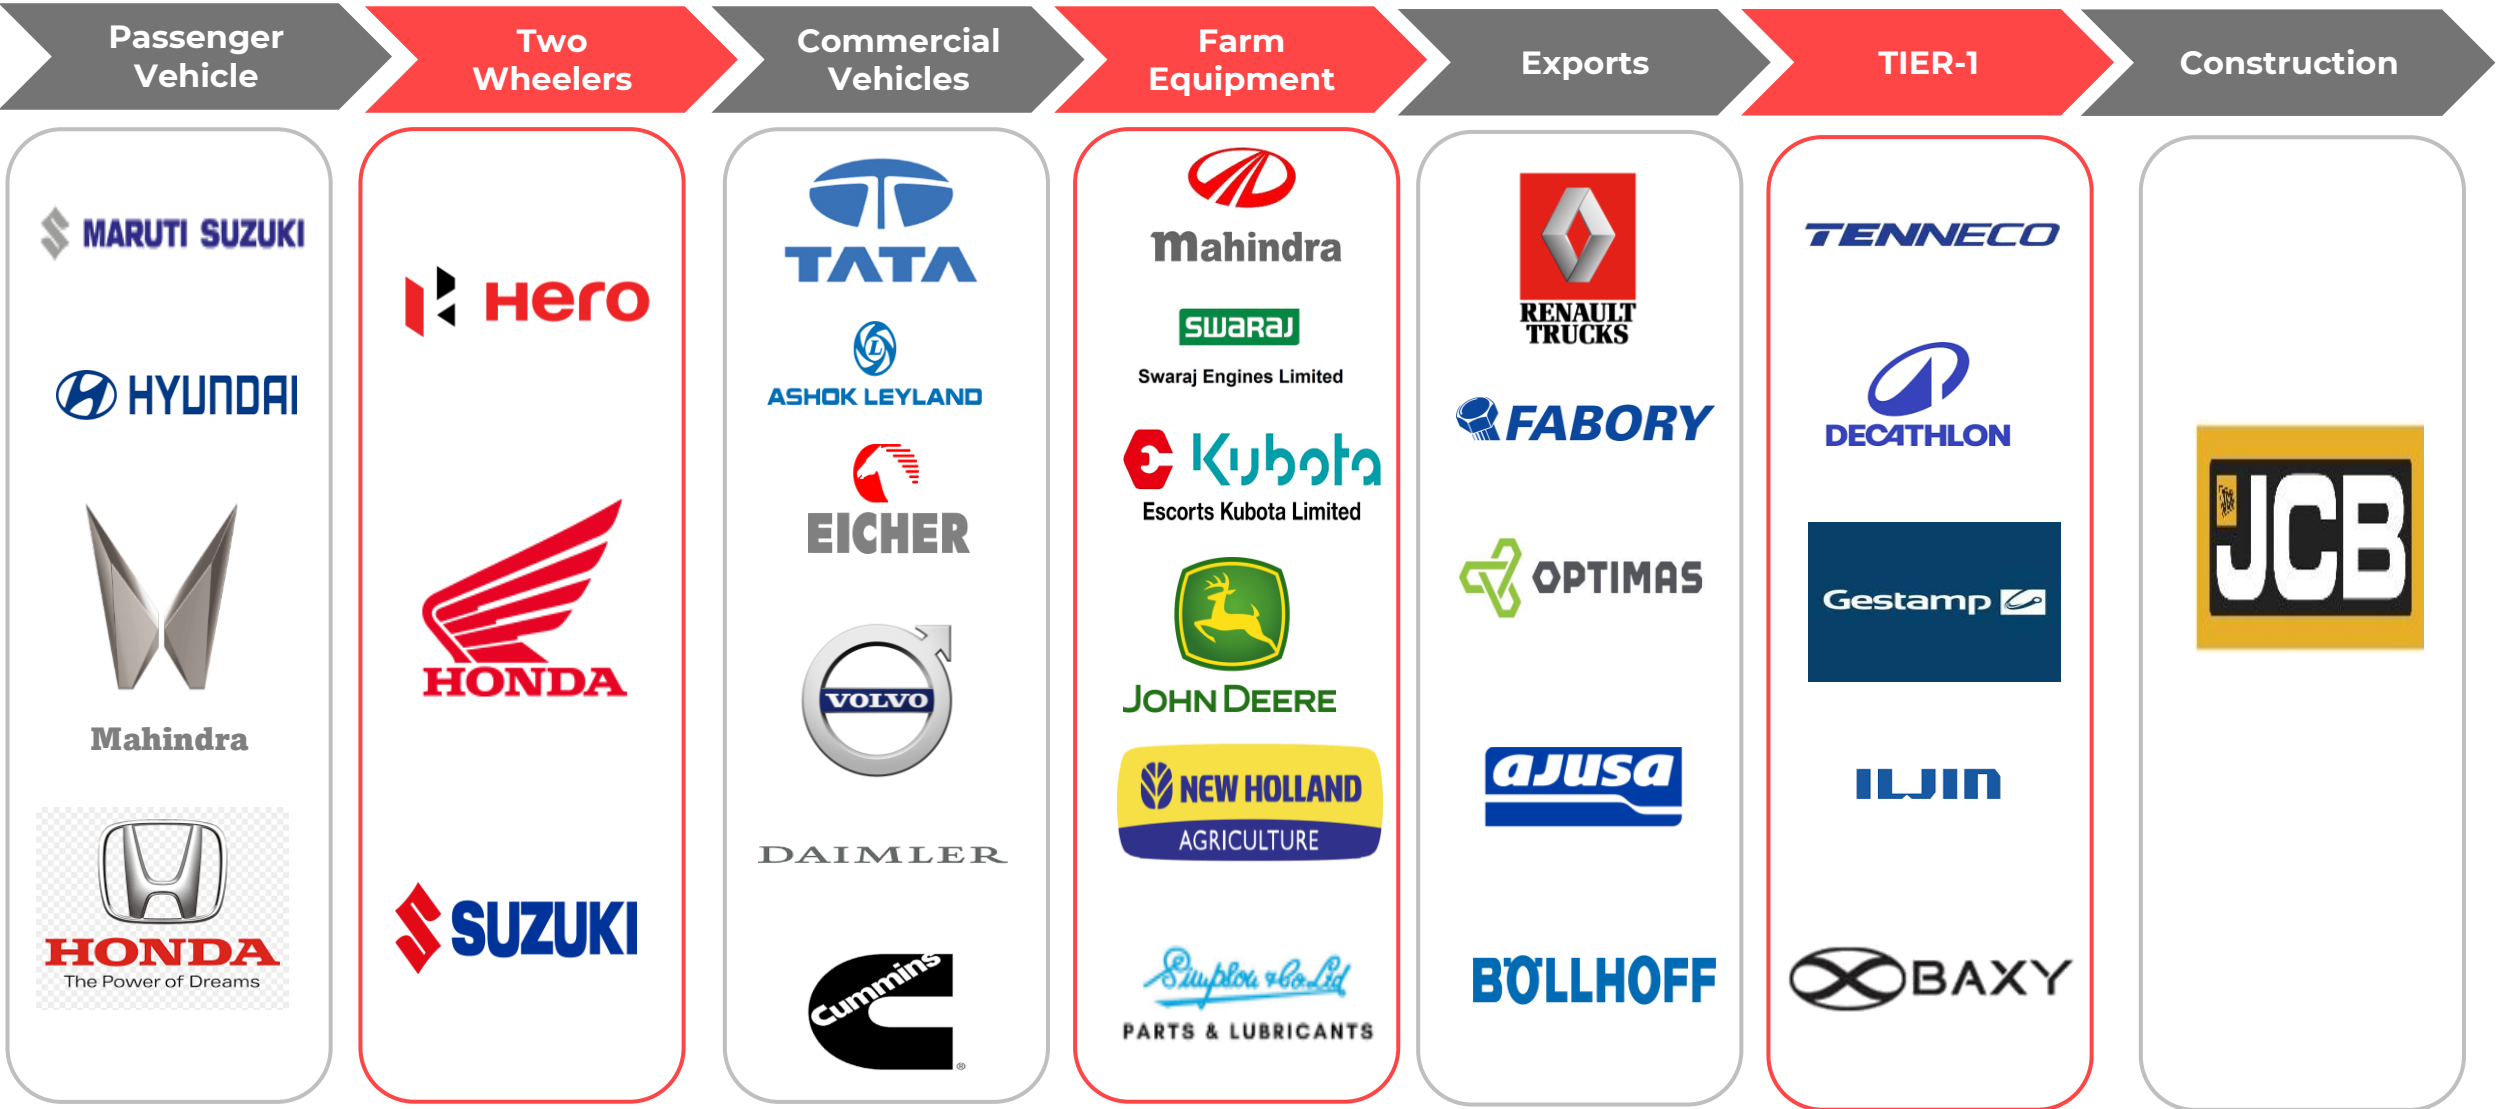 Passenger
Vehicle
Two
Wheelers
Commercial
Vehicles
Farm
Equipment
Exports
TIER-1
Construction
MARUTI SUZUKI
HYUNDAI
Mahindra
HONDA
The Power of Dreams
Hero
HONDA
SUZUKI
TATA
L
ASHOK LEYLAND
EICHER
VOLVO
DAIMLER
Cummins
®
mahindra
SWARAJ
Swaraj Engines Limited
Kubota
Escorts Kubota Limited
JOHN DEERE
NEW HOLLAND
AGRICULTURE
Simpson & Co Ltd
PARTS & LUBRICANTS
RENAULT
TRUCKS
FABORY
OPTIMAS
AJUSA
BÖLLHOFF
TENNECO
DECATHLON
Gestamp
ILJIN
BAXY
JCB